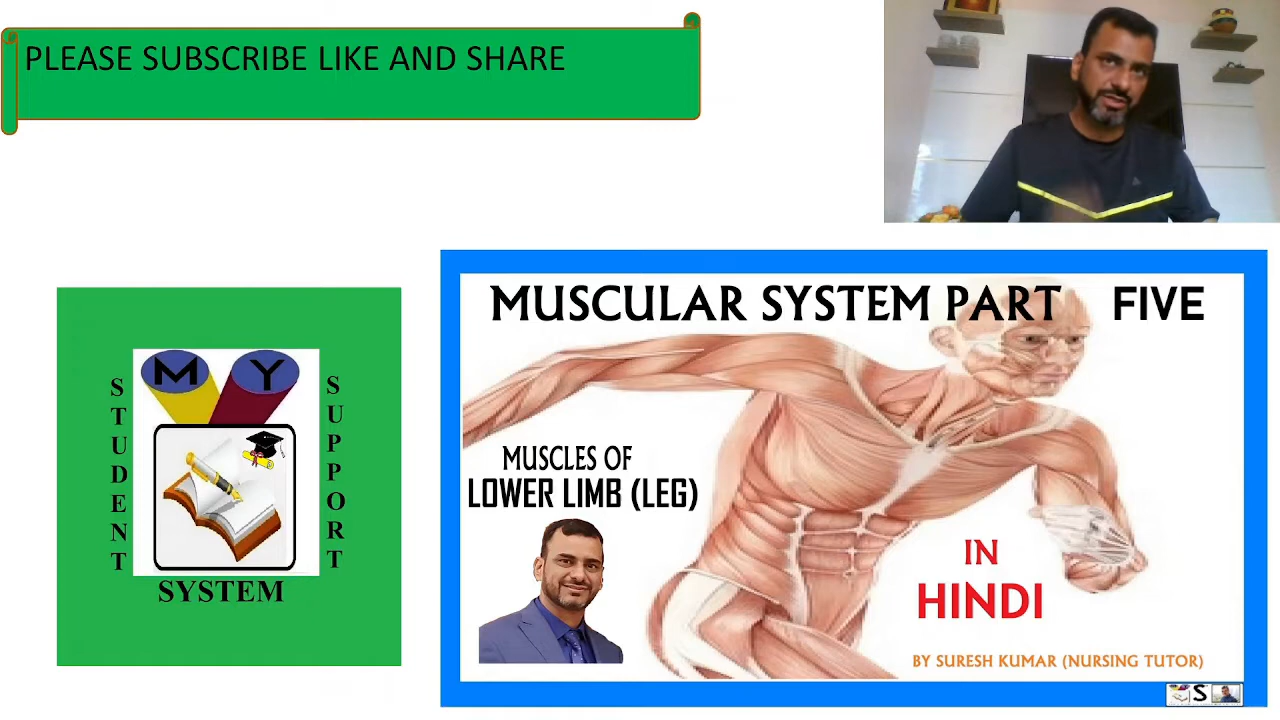 PLEASE SUBSCRIBE LIKE AND SHARE
M Y
STUDENT
SUPPORT
SYSTEM
MUSCULAR SYSTEM PART FIVE
MUSCLES OF
LOWER LIMB (LEG)
IN
HINDI
BY SURESH KUMAR (NURSING TUTOR)
S